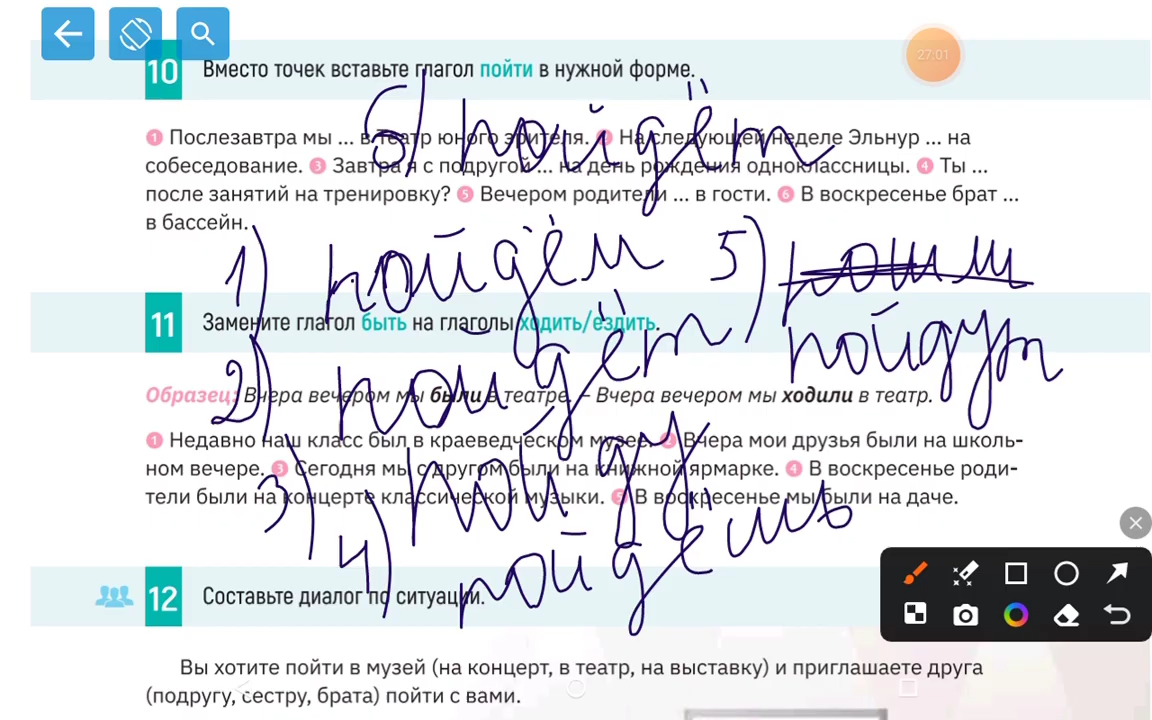 27:01
10 Вместо точек вставьте глагол пойти в нужной форме.
6) пойдёт
1 Послезавтра мы ... в Театр юного зрителя. 2 На следующей неделе Эльнур ... на
собеседование. 3 Завтра я с подругой ... на день рождения одноклассницы. 4 Ты ...
после занятий на тренировку? 5 Вечером родители ... в гости. 6 В воскресенье брат ...
в бассейн.
1) пойдём
5) пошли
пойдут
11 Замените глагол быть на глаголы ходить/ездить.
2) пойдёт
Образец: Вчера вечером мы были в театре. – Вчера вечером мы ходили в театр.
1 Недавно наш класс был в краеведческом музее. 2 Вчера мои друзья были на школь-
ном вечере. 3 Сегодня мы с другом были на книжной ярмарке. 4 В воскресенье роди-
тели были на концерте классической музыки. 5 В воскресенье мы были на даче.
3) пойду
4) пойдёшь
12 Составьте диалог по ситуации.
Вы хотите пойти в музей (на концерт, в театр, на выставку) и приглашаете друга
(подругу, сестру, брата) пойти с вами.